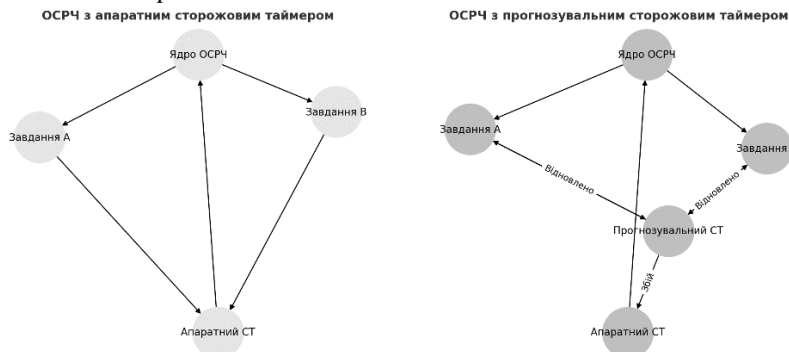 ОСРЧ з апаратним сторожовим таймером
Ядро ОСРЧ
Завдання А
Завдання В
Апаратний СТ
ОСРЧ з прогнозувальним сторожовим таймером
Ядро ОСРЧ
Завдання А
Завдання
Відновлено
Відновлено
Прогнозувальний СТ
Збій
Апаратний СТ